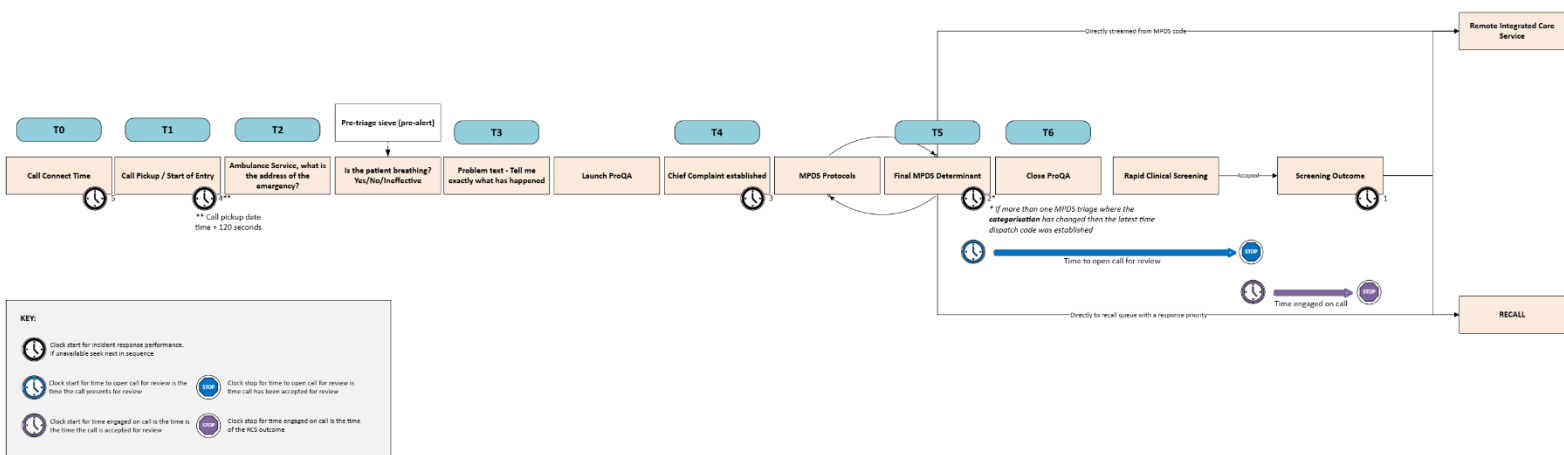 Directly streamed from MPDS code
Remote Integrated Care
Service
T0
T1
T2
Pre-triage sieve (pre-alert)
T3
T4
T5
T6
Call Connect Time
Call Pickup / Start of Entry
Ambulance Service, what is
the address of the
emergency?
Is the patient breathing?
Yes/No/Ineffective
Problem text - Tell me
exactly what has happened
Launch ProQA
Chief Complaint established
MPDS Protocols
Final MPDS Determinant
Close ProQA
Rapid Clinical Screening
Accepted
Screening Outcome
5
4**
3
2*
1
** Call pickup date
time + 120 seconds
* If more than one MPDS triage where the
categorisation has changed then the latest time
dispatch code was established
STOP
Time to open call for review
STOP
Time engaged on call
Directly to recall queue with a response priority
RECALL
KEY:
Clock start for incident response performance,
if unavailable seek next in sequence
Clock start for time to open call for review is the
time the call presents for review
STOP
Clock stop for time to open call for review is
time call has been accepted for review
Clock start for time engaged on call is the time is
the time the call is accepted for review
STOP
Clock stop for time engaged on call is the time
of the RCS outcome